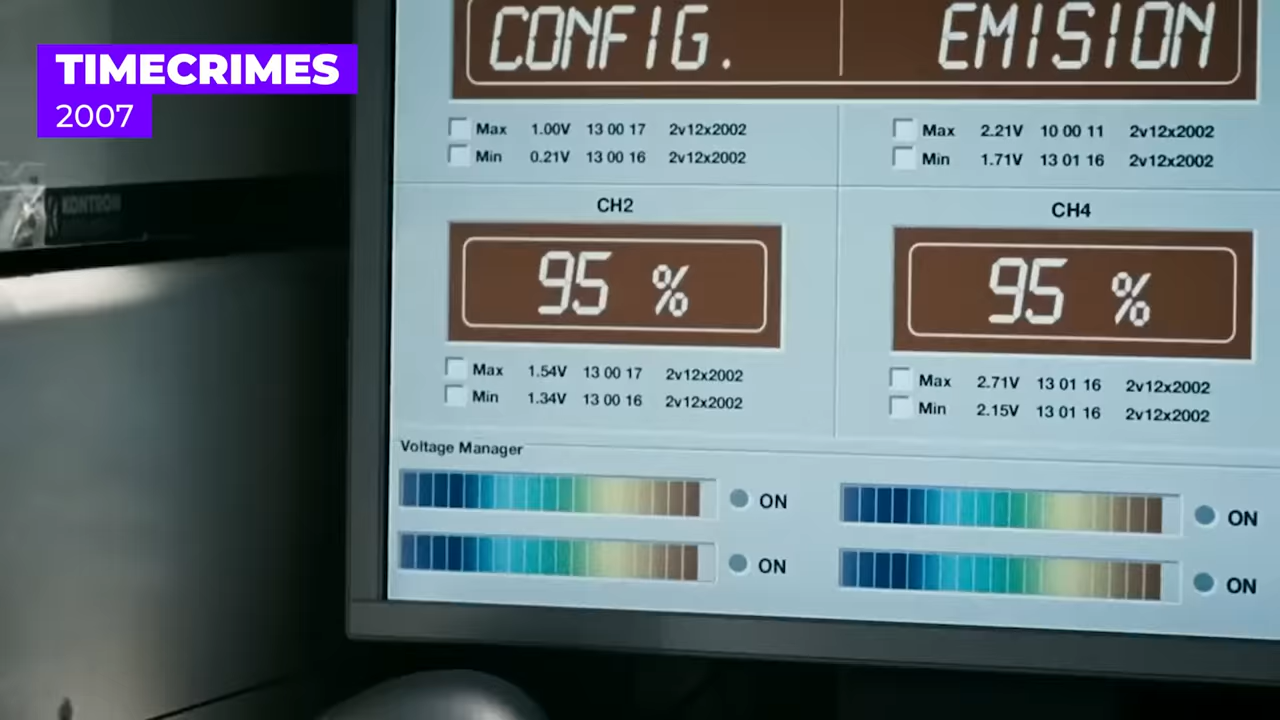 TIMECRIMES
2007
CONFIG. EMISION
Max 1.00V 13 00 17 2v12x2002
Min 0.21V 13 00 16 2v12x2002
Max 2.21V 10 00 11 2v12x2002
Min 1.71V 13 01 16 2v12x2002
KONTRON
CH2
95 %
Max 1.54V 13 00 17 2v12x2002
Min 1.34V 13 00 16 2v12x2002
CH4
95 %
Max 2.71V 13 01 16 2v12x2002
Min 2.15V 13 01 16 2v12x2002
Voltage Manager
ON
ON
ON
ON